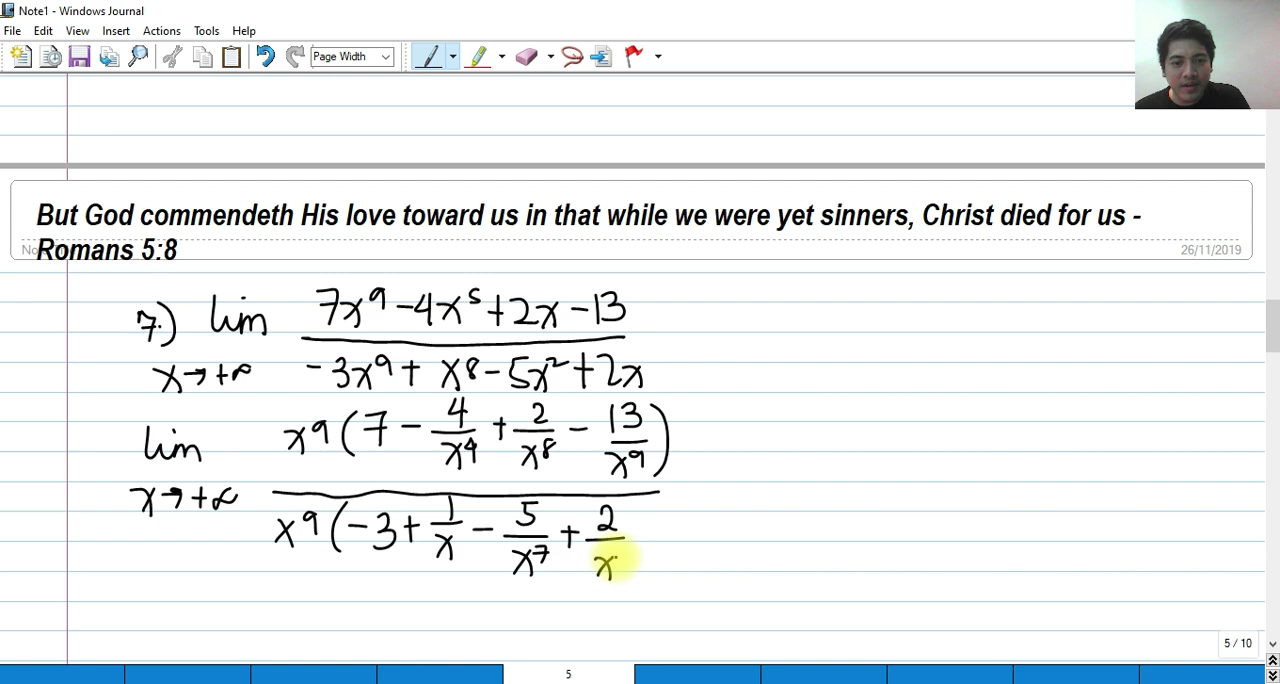 Note1 - Windows Journal
File Edit View Insert Actions Tools Help
Page Width
But God commendeth His love toward us in that while we were yet sinners, Christ died for us -
Romans 5:8
No
26/11/2019
7.) lim 7x⁹ - 4x⁵ + 2x - 13
x → +∞ -3x⁹ + x⁸ - 5x² + 2x
lim x⁹ (7 - 4/x⁴ + 2/x⁸ - 13/x⁹)
x → +∞ x⁹ (-3 + 1/x - 5/x⁷ + 2/x
5 / 10
5